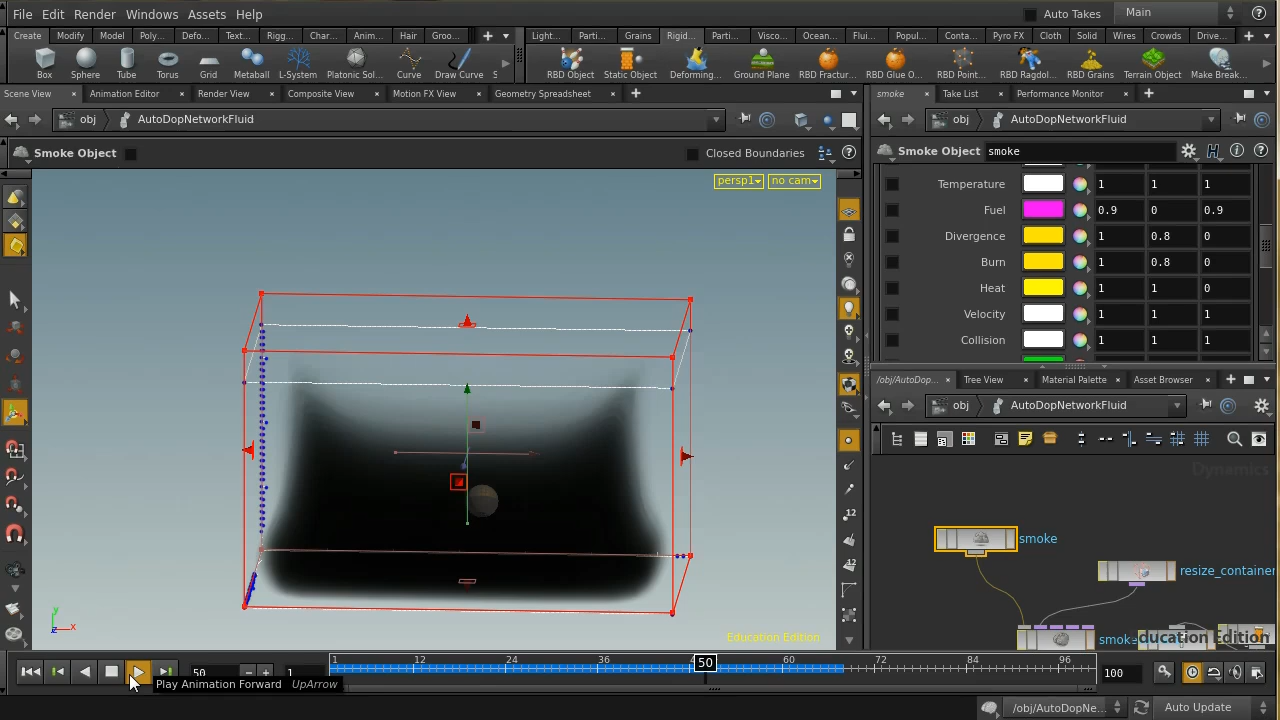 File Edit Render Windows Assets Help
Auto Takes
Main
Create Modify Model Poly... Defo... Text... Rigg... Char... Anim... Hair Groo...
Light... Parti... Grains Rigid... Parti... Visco... Ocean... Flui... Popul... Conta... Pyro FX Cloth Solid Wires Crowds Drive...
Box Sphere Tube Torus Grid Metaball L-System Platonic Sol... Curve Draw Curve S
RBD Object Static Object Deforming... Ground Plane RBD Fractur... RBD Glue O... RBD Point... RBD Ragdol... RBD Grains Terrain Object Make Break...
Scene View Animation Editor Render View Composite View Motion FX View Geometry Spreadsheet
smoke Take List Performance Monitor
obj AutoDopNetworkFluid
obj AutoDopNetworkFluid
Smoke Object
Closed Boundaries
Smoke Object smoke
persp1 no cam
Temperature 1 1 1
Fuel 0.9 0 0.9
Divergence 1 0.8 0
Burn 1 0.8 0
Heat 1 1 0
Velocity 1 1 1
Collision 1 1 1
/obj/AutoDop... Tree View Material Palette Asset Browser
obj AutoDopNetworkFluid
Dynamics
smoke
resize_container
smoke
Education Edition
ducation Edition
12
12
y
x
50 1
1 12 24 36 4 50 60 72 84 96
100
Play Animation Forward UpArrow
/obj/AutoDopNe...
Auto Update